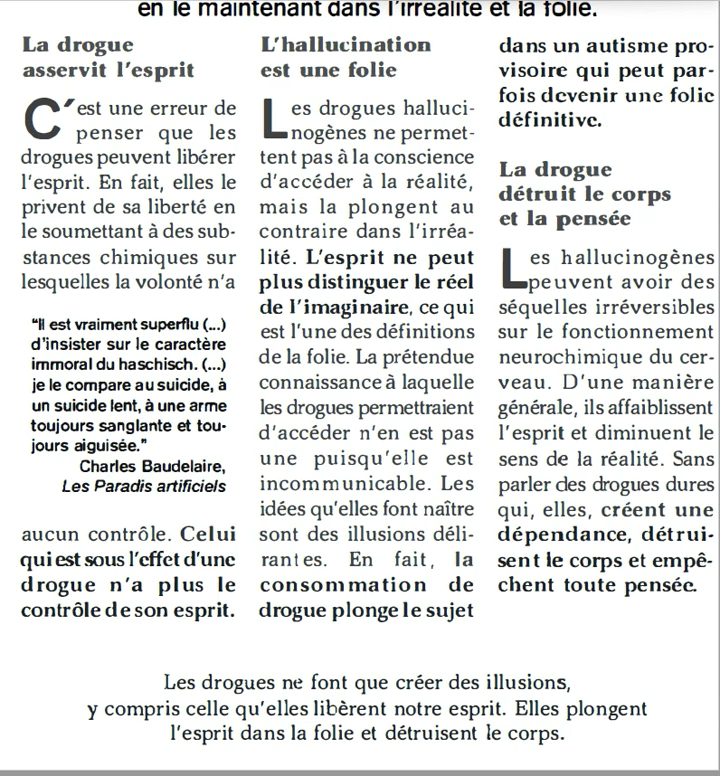 en le maintenant dans l'irréalité et la folie.
La drogue
asservit l'esprit
C'est une erreur de
penser que les
drogues peuvent libérer
l'esprit. En fait, elles le
privent de sa liberté en
le soumettant à des sub-
stances chimiques sur
lesquelles la volonté n'a
“Il est vraiment superflu (...)
d'insister sur le caractère
immoral du haschisch. (...)
je le compare au suicide, à
un suicide lent, à une arme
toujours sanglante et tou-
jours aiguisée.”
Charles Baudelaire,
Les Paradis artificiels
aucun contrôle. Celui
qui est sous l'effet d'une
drogue n'a plus le
contrôle de son esprit.
L'hallucination
est une folie
Les drogues halluci-
nogènes ne permet-
tent pas à la conscience
d'accéder à la réalité,
mais la plongent au
contraire dans l'irréa-
lité. L'esprit ne peut
plus distinguer le réel
de l'imaginaire, ce qui
est l'une des définitions
de la folie. La prétendue
connaissance à laquelle
les drogues permettraient
d'accéder n'en est pas
une puisqu'elle est
incommunicable. Les
idées qu'elles font naître
sont des illusions déli-
rantes. En fait, la
consommation de
drogue plonge le sujet
dans un autisme pro-
visoire qui peut par-
fois devenir une folie
définitive.
La drogue
détruit le corps
et la pensée
Les hallucinogènes
peuvent avoir des
séquelles irréversibles
sur le fonctionnement
neurochimique du cer-
veau. D'une manière
générale, ils affaiblissent
l'esprit et diminuent le
sens de la réalité. Sans
parler des drogues dures
qui, elles, créent une
dépendance, détrui-
sent le corps et empê-
chent toute pensée.
Les drogues ne font que créer des illusions,
y compris celle qu'elles libèrent notre esprit. Elles plongent
l'esprit dans la folie et détruisent le corps.